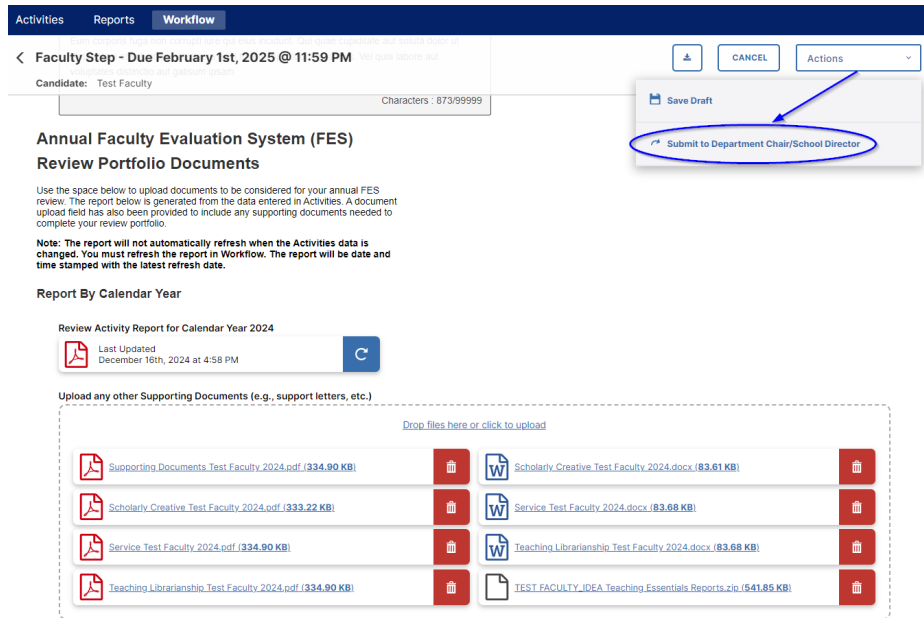 Activities Reports Workflow
Faculty Step - Due February 1st, 2025 @ 11:59 PM
CANCEL
Actions
Candidate: Test Faculty
Characters : 873/99999
Save Draft
Submit to Department Chair/School Director
Annual Faculty Evaluation System (FES)
Review Portfolio Documents
Use the space below to upload documents to be considered for your annual FES
review. The report below is generated from the data entered in Activities. A document
upload field has also been provided to include any supporting documents needed to
complete your review portfolio.
Note: The report will not automatically refresh when the Activities data is
changed. You must refresh the report in Workflow. The report will be date and
time stamped with the latest refresh date.
Report By Calendar Year
Review Activity Report for Calendar Year 2024
Last Updated
December 16th, 2024 at 4:58 PM
Upload any other Supporting Documents (e.g., support letters, etc.)
Drop files here or click to upload
Supporting Documents Test Faculty 2024.pdf (334.90 KB)
Scholarly Creative Test Faculty 2024.docx (83.61 KB)
Scholarly Creative Test Faculty 2024.pdf (333.22 KB)
Service Test Faculty 2024.docx (83.68 KB)
Service Test Faculty 2024.pdf (334.90 KB)
Teaching Librarianship Test Faculty 2024.docx (83.68 KB)
Teaching Librarianship Test Faculty 2024.pdf (334.90 KB)
TEST FACULTY_IDEA Teaching Essentials Reports.zip (541.85 KB)